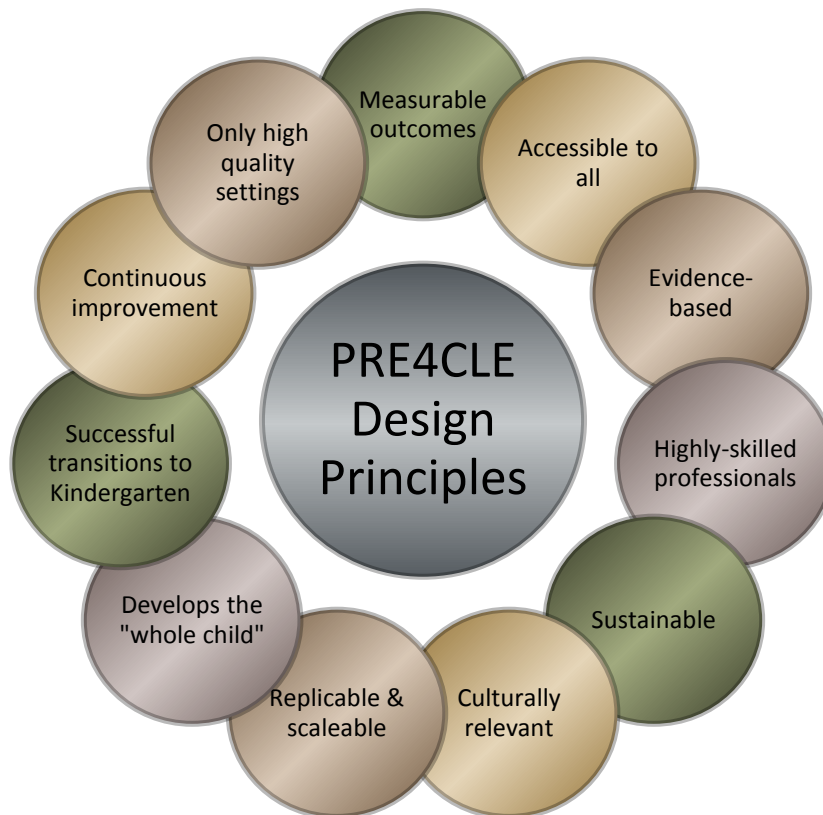 Measurable
outcomes
Accessible to
all
Evidence-
based
Highly-skilled
professionals
Sustainable
Culturally
relevant
Replicable &
scaleable
Develops the
"whole child"
Successful
transitions to
Kindergarten
Continuous
improvement
Only high
quality
settings
PRE4CLE
Design
Principles